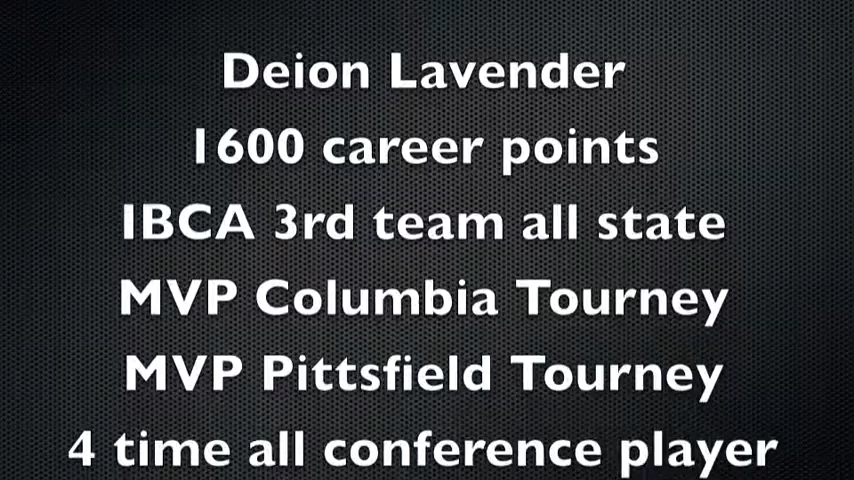 Deion Lavender
1600 career points
IBCA 3rd team all state
MVP Columbia Tourney
MVP Pittsfield Tourney
4 time all conference player